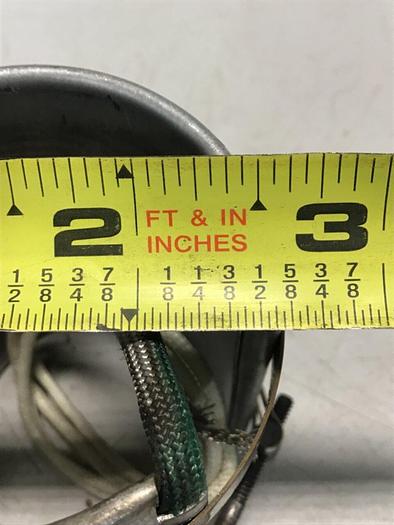 2 FT & IN 3
INCHES
1/2 5/8 3/4 7/8 1/8 1/4 3/8 1/2 5/8 3/4 7/8